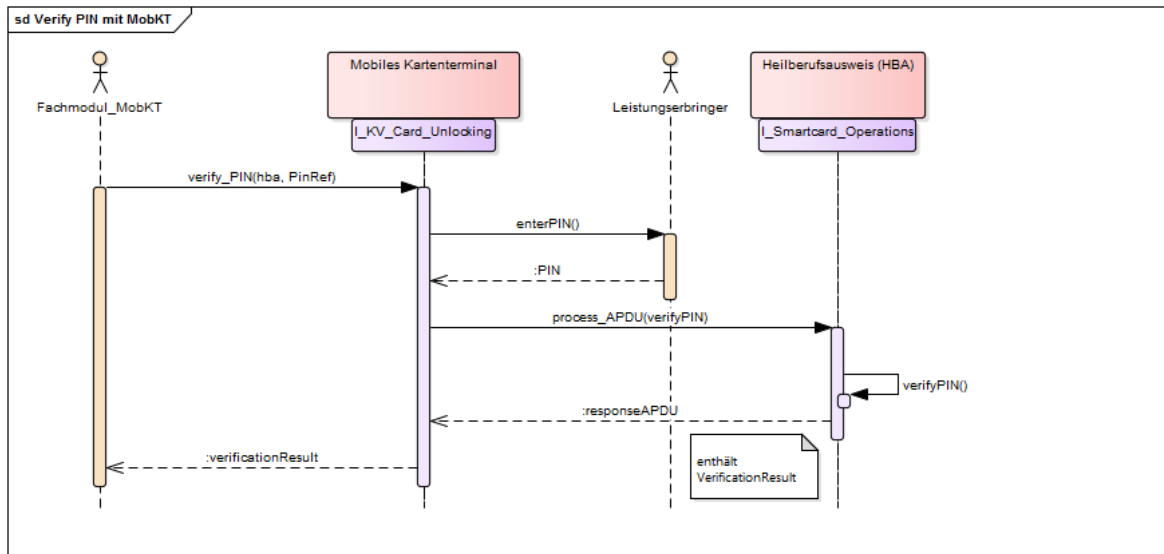 sd Verify PIN mit MobKT
Mobiles Kartenterminal
Heilberufsausweis (HBA)
Fachmodul_MobKT
Leistungserbringer
I_KV_Card_Unlocking
I_Smartcard_Operations
verify_PIN(hba, PinRef)
enterPIN()
:PIN
process_APDU(verifyPIN)
verifyPIN()
:responseAPDU
:verificationResult
enthält
VerificationResult